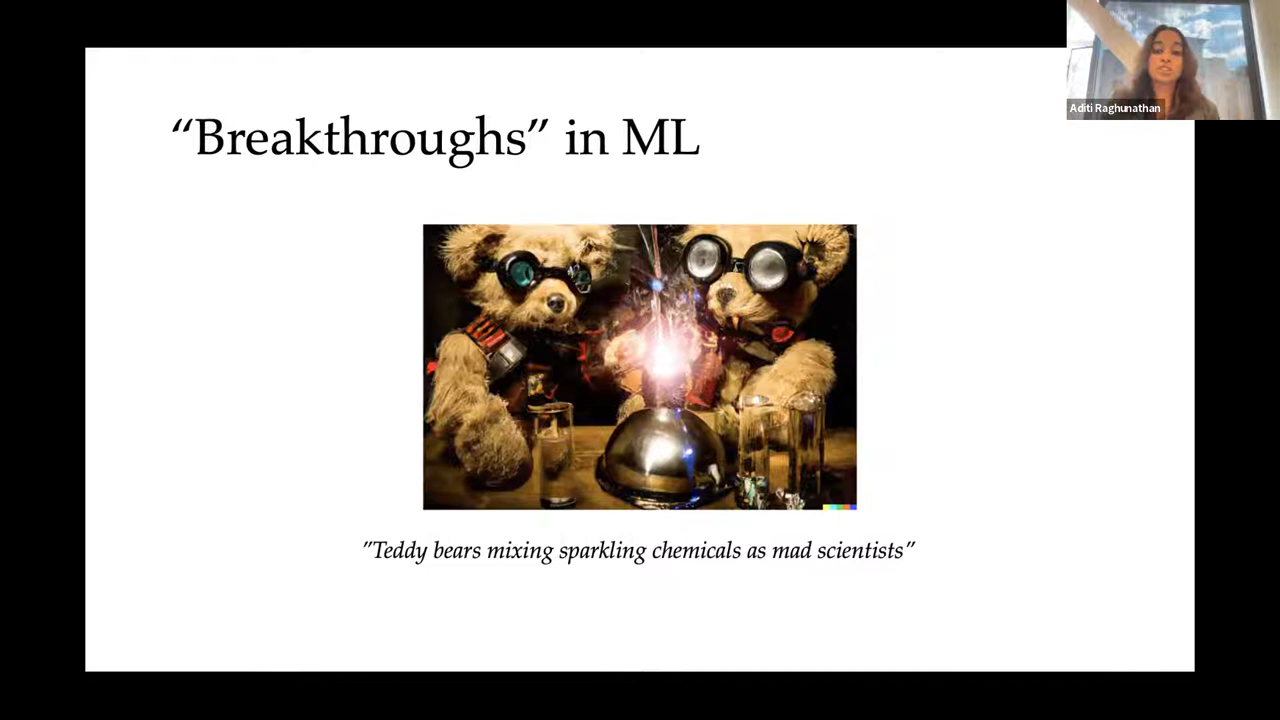 Aditi Raghunathan
“Breakthroughs” in ML
”Teddy bears mixing sparkling chemicals as mad scientists”